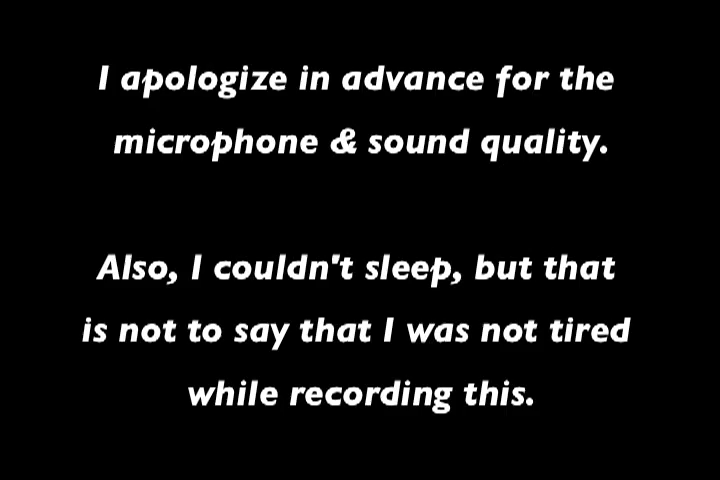 I apologize in advance for the
microphone & sound quality.
Also, I couldn't sleep, but that
is not to say that I was not tired
while recording this.